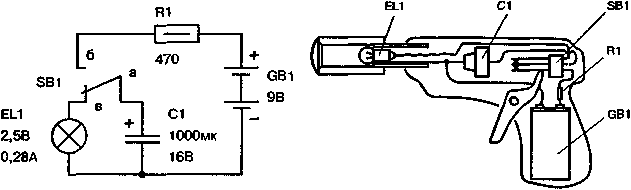 R1
470
б
SB1
а
в
+
GB1
9В
–
EL1
2,5В
0,28А
+
C1
1000мк
16В
EL1
C1
SB1
R1
GB1